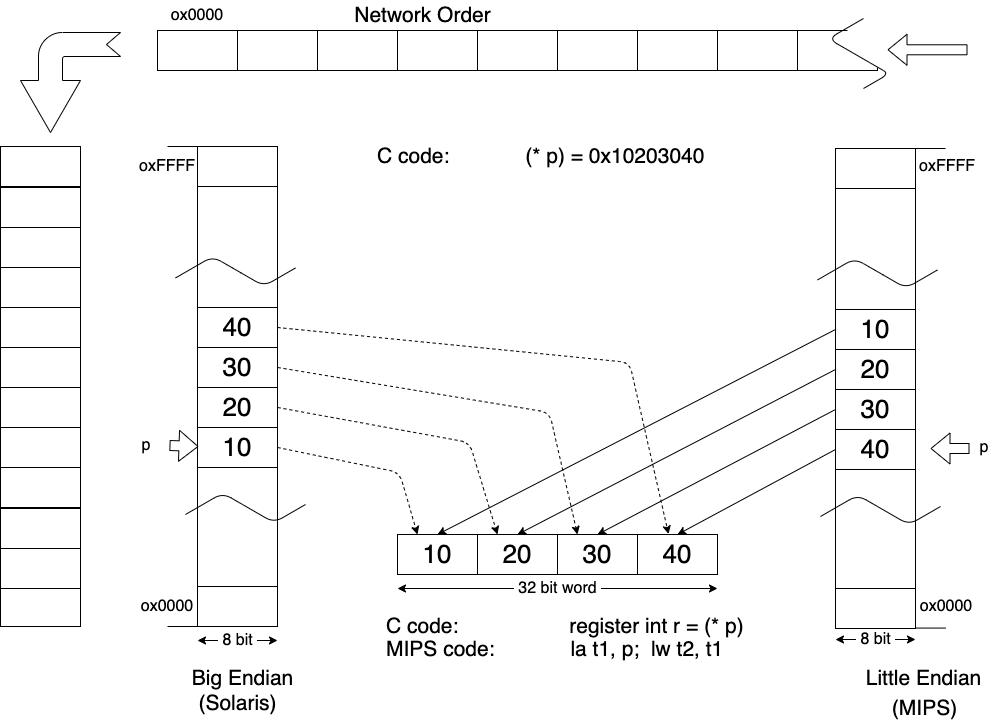 ox0000
Network Order
C code: (* p) = 0x10203040
oxFFFF
oxFFFF
40
30
20
10
p
10
20
30
40
p
10 20 30 40
32 bit word
ox0000
ox0000
C code: register int r = (* p)
MIPS code: la t1, p; lw t2, t1
8 bit
8 bit
Big Endian
(Solaris)
Little Endian
(MIPS)